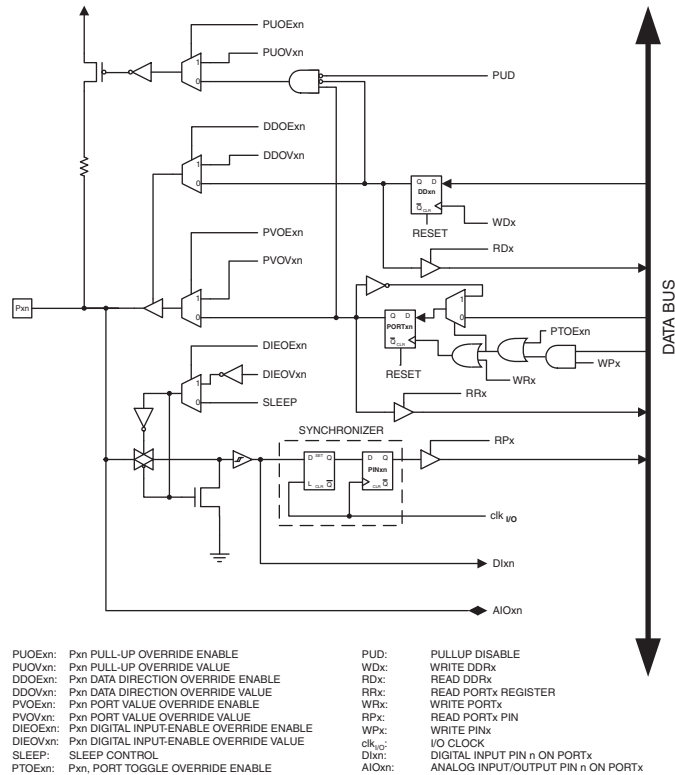 PUOExn
PUOVxn
1
0
PUD
DDOExn
DDOVxn
1
0
Q D
DDxn
Q CLR
WDx
RESET
RDx
PVOExn
PVOVxn
1
0
Pxn
1
0
Q D
PORTxn
Q CLR
RESET
PTOExn
WPx
WRx
RRx
DATA BUS
DIEOExn
DIEOVxn
1
0
SLEEP
SYNCHRONIZER
D SET Q
L CLR Q
D Q
PINxn
CLR Q
RPx
clk I/O
DIxn
AIOxn
PUOExn: Pxn PULL-UP OVERRIDE ENABLE
PUOVxn: Pxn PULL-UP OVERRIDE VALUE
DDOExn: Pxn DATA DIRECTION OVERRIDE ENABLE
DDOVxn: Pxn DATA DIRECTION OVERRIDE VALUE
PVOExn: Pxn PORT VALUE OVERRIDE ENABLE
PVOVxn: Pxn PORT VALUE OVERRIDE VALUE
DIEOExn: Pxn DIGITAL INPUT-ENABLE OVERRIDE ENABLE
DIEOVxn: Pxn DIGITAL INPUT-ENABLE OVERRIDE VALUE
SLEEP: SLEEP CONTROL
PTOExn: Pxn, PORT TOGGLE OVERRIDE ENABLE
PUD: PULLUP DISABLE
WDx: WRITE DDRx
RDx: READ DDRx
RRx: READ PORTx REGISTER
WRx: WRITE PORTx
RPx: READ PORTx PIN
WPx: WRITE PINx
clkI/O: I/O CLOCK
DIxn: DIGITAL INPUT PIN n ON PORTx
AIOxn: ANALOG INPUT/OUTPUT PIN n ON PORTx